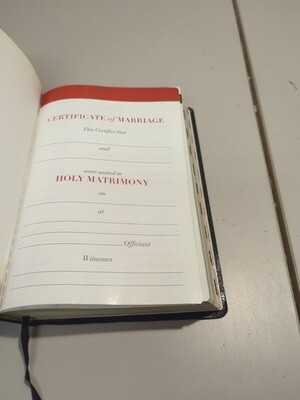 CERTIFICATE of MARRIAGE
This Certifies that
and
were united in
HOLY MATRIMONY
on
at
Officiant
Witnesses